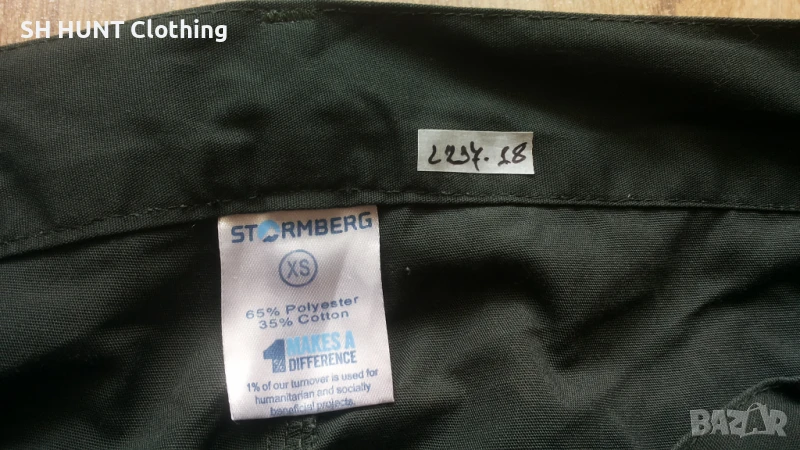 SH HUNT Clothing
L297.18
STORMBERG
XS
65% Polyester
35% Cotton
1% MAKES A
DIFFERENCE
1% of our turnover is used for
humanitarian and socially
beneficial projects.
BAZAR